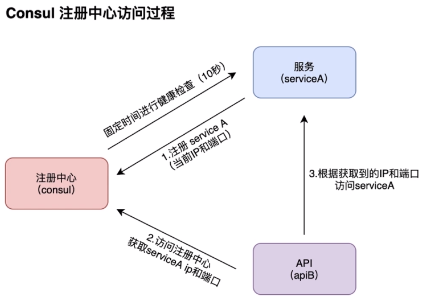 Consul 注册中心访问过程
服务
(serviceA)
固定时间进行健康检查（10秒）
1.注册 service A
(当前IP和端口)
注册中心
(consul)
3.根据获取到的IP和端口
访问serviceA
2.访问注册中心
获取serviceA ip和端口
API
(apiB)